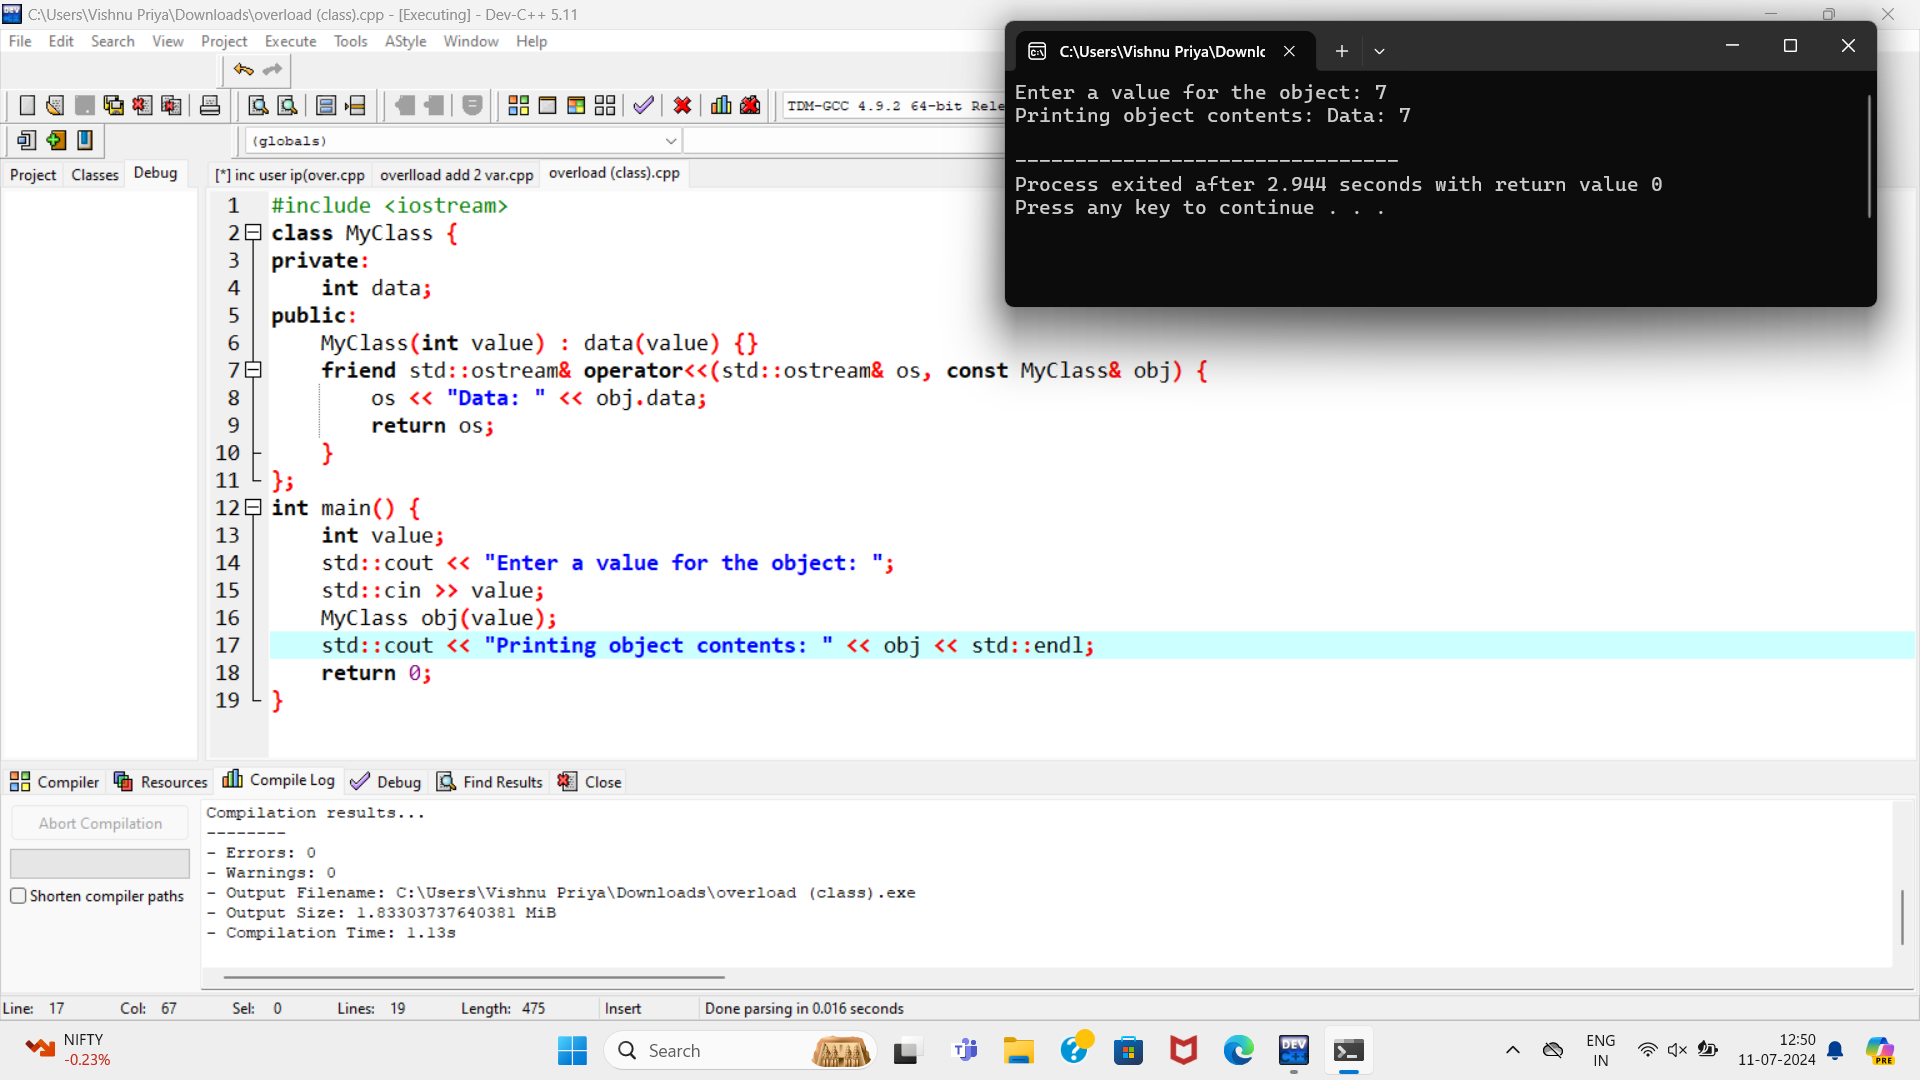 C:\Users\Vishnu Priya\Downloads\overload (class).cpp - [Executing] - Dev-C++ 5.11
File Edit Search View Project Execute Tools AStyle Window Help
TDM-GCC 4.9.2 64-bit Rele
(globals)
Project Classes Debug
[*] inc user ip(over.cpp overlload add 2 var.cpp overload (class).cpp
1 #include <iostream>
2 class MyClass {
3 private:
4 int data;
5 public:
6 MyClass(int value) : data(value) {}
7 friend std::ostream& operator<<(std::ostream& os, const MyClass& obj) {
8 os << "Data: " << obj.data;
9 return os;
10 }
11 };
12 int main() {
13 int value;
14 std::cout << "Enter a value for the object: ";
15 std::cin >> value;
16 MyClass obj(value);
17 std::cout << "Printing object contents: " << obj << std::endl;
18 return 0;
19 }
C:\Users\Vishnu Priya\Downlc
Enter a value for the object: 7
Printing object contents: Data: 7
--------------------------------
Process exited after 2.944 seconds with return value 0
Press any key to continue . . .
Compiler Resources Compile Log Debug Find Results Close
Abort Compilation
Shorten compiler paths
Compilation results...
--------
- Errors: 0
- Warnings: 0
- Output Filename: C:\Users\Vishnu Priya\Downloads\overload (class).exe
- Output Size: 1.83303737640381 MiB
- Compilation Time: 1.13s
Line: 17 Col: 67 Sel: 0 Lines: 19 Length: 475 Insert Done parsing in 0.016 seconds
NIFTY
-0.23%
Search
DEV
C++
ENG
IN
12:50
11-07-2024
PRE